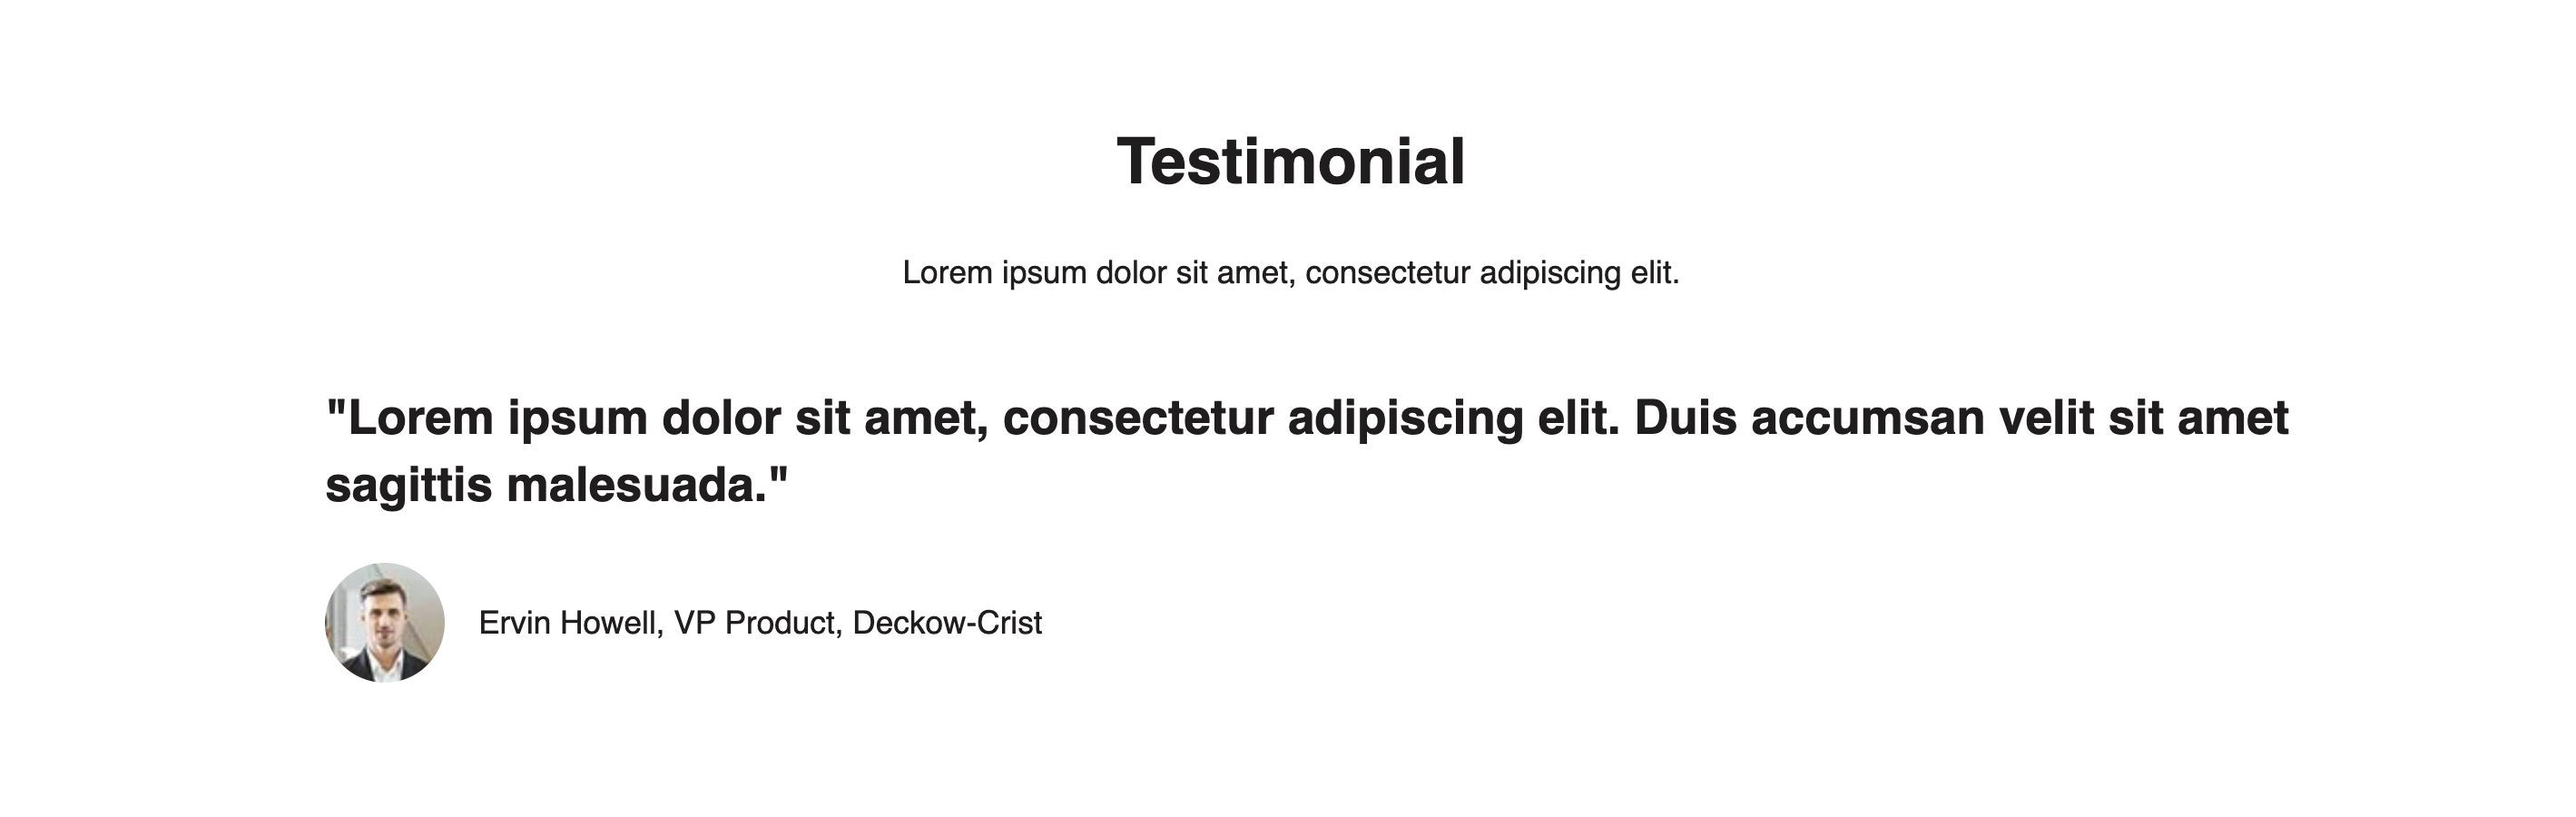 Testimonial
Lorem ipsum dolor sit amet, consectetur adipiscing elit.
"Lorem ipsum dolor sit amet, consectetur adipiscing elit. Duis accumsan velit sit amet
sagittis malesuada."
Ervin Howell, VP Product, Deckow-Crist